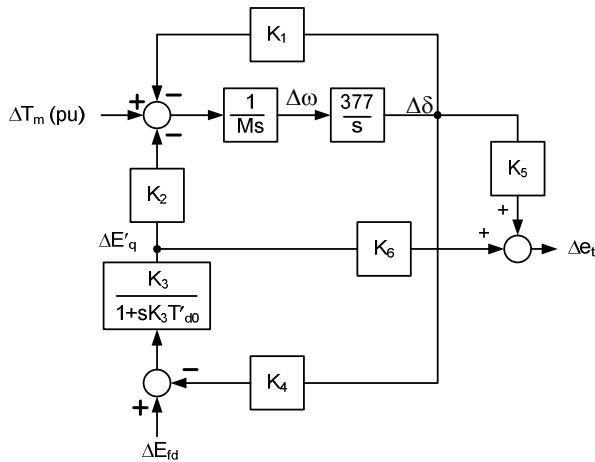 K₁
− 
+ −
ΔTₘ (pu)
1
Ms
Δω
377
s
Δδ
−
K₂
K₅
+
ΔE′q
K₆
+
Δeₜ
K₃
1+sK₃T′d0
−
K₄
+
ΔEfd